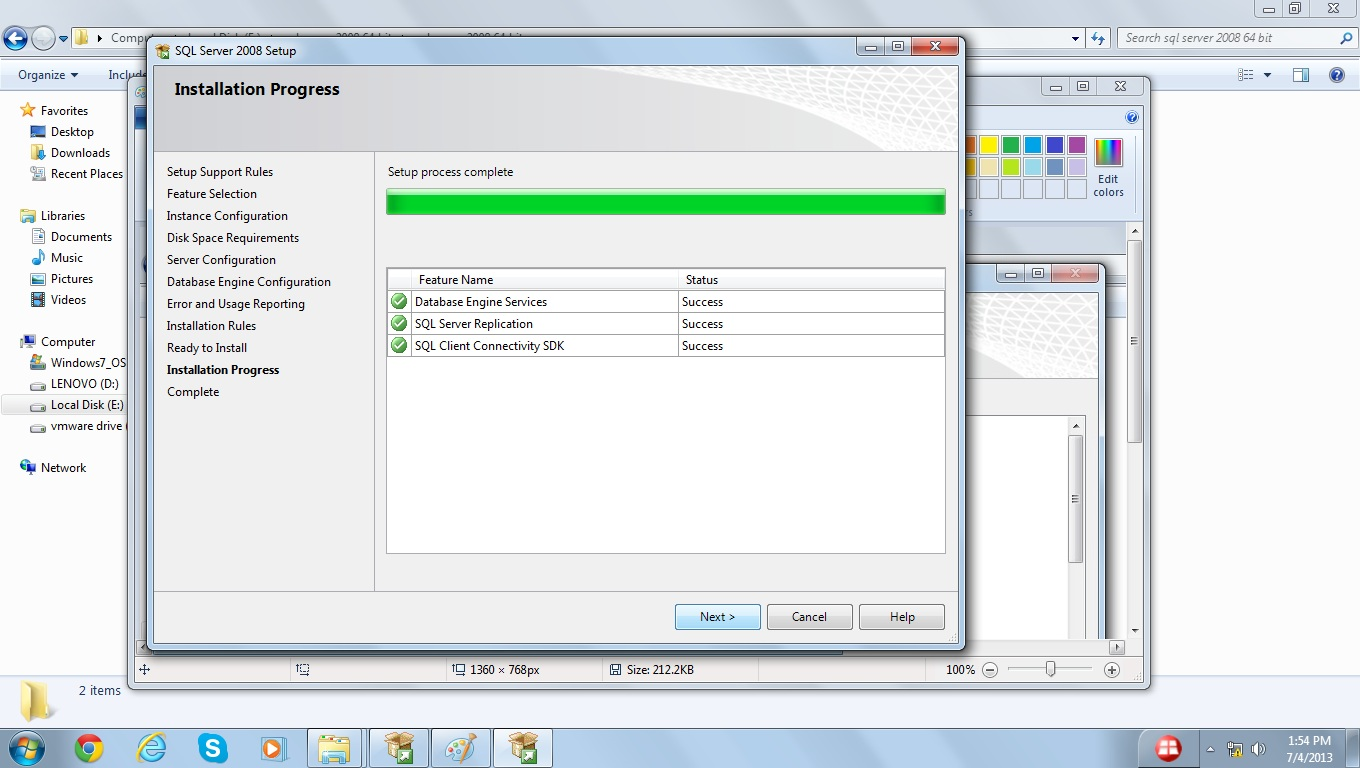 Search sql server 2008 64 bit
Organize
SQL Server 2008 Setup
Installation Progress
Favorites
Desktop
Downloads
Recent Places
Libraries
Documents
Music
Pictures
Videos
Computer
Windows7_OS
LENOVO (D:)
Local Disk (E:)
vmware drive (
Network
Setup Support Rules
Feature Selection
Instance Configuration
Disk Space Requirements
Server Configuration
Database Engine Configuration
Error and Usage Reporting
Installation Rules
Ready to Install
Installation Progress
Complete
Setup process complete
Feature Name Status
Database Engine Services Success
SQL Server Replication Success
SQL Client Connectivity SDK Success
Next > Cancel Help
Edit
colors
1360 × 768px Size: 212.2KB 100%
2 items
1:54 PM
7/4/2013